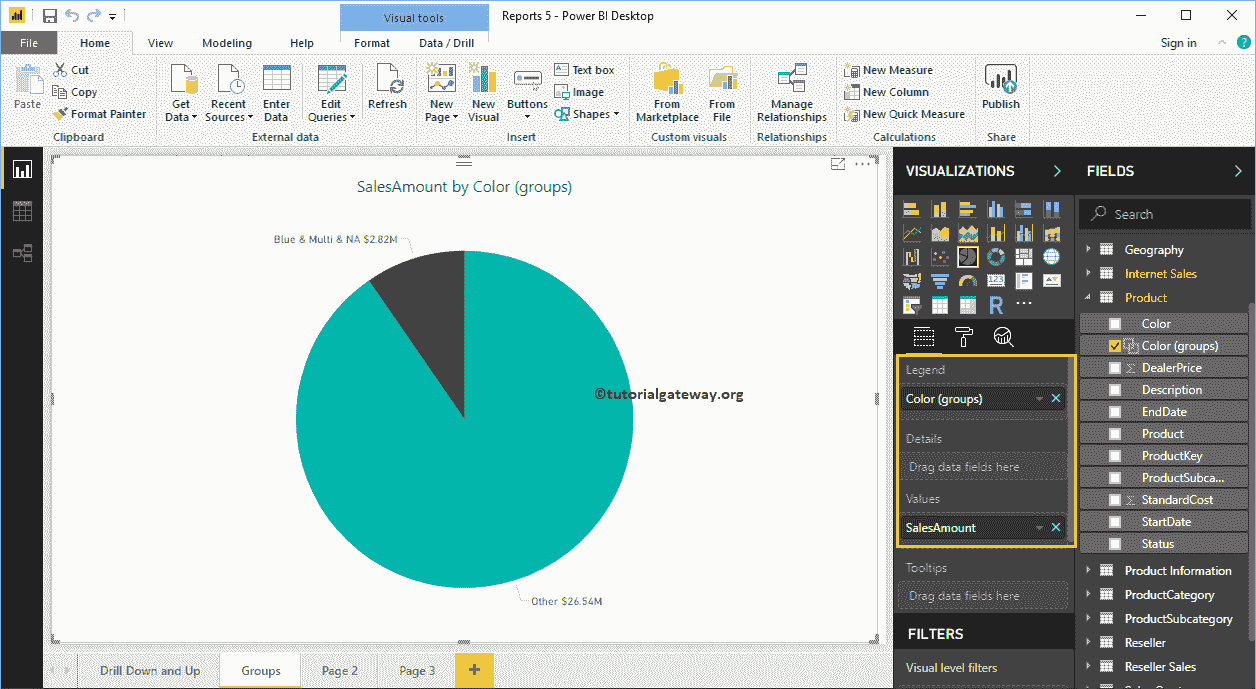 Visual tools
Reports 5 - Power BI Desktop
File
Home
View
Modeling
Help
Format
Data / Drill
Sign in
?
Paste
Cut
Copy
Format Painter
Clipboard
Get Data
Recent Sources
Enter Data
Edit Queries
Refresh
External data
New Page
New Visual
Buttons
Text box
Image
Shapes
Insert
From Marketplace
From File
Custom visuals
Manage Relationships
Relationships
New Measure
New Column
New Quick Measure
Calculations
Publish
Share
SalesAmount by Color (groups)
Blue & Multi & NA $2.82M
©tutorialgateway.org
Other $26.54M
Drill Down and Up
Groups
Page 2
Page 3
+
VISUALIZATIONS
123
R
Legend
Color (groups)
Details
Drag data fields here
Values
SalesAmount
Tooltips
Drag data fields here
FILTERS
Visual level filters
FIELDS
Search
Geography
Internet Sales
Product
Color
Color (groups)
Σ DealerPrice
Description
EndDate
Product
ProductKey
ProductSubca...
Σ StandardCost
StartDate
Status
Product Information
ProductCategory
ProductSubcategory
Reseller
Reseller Sales